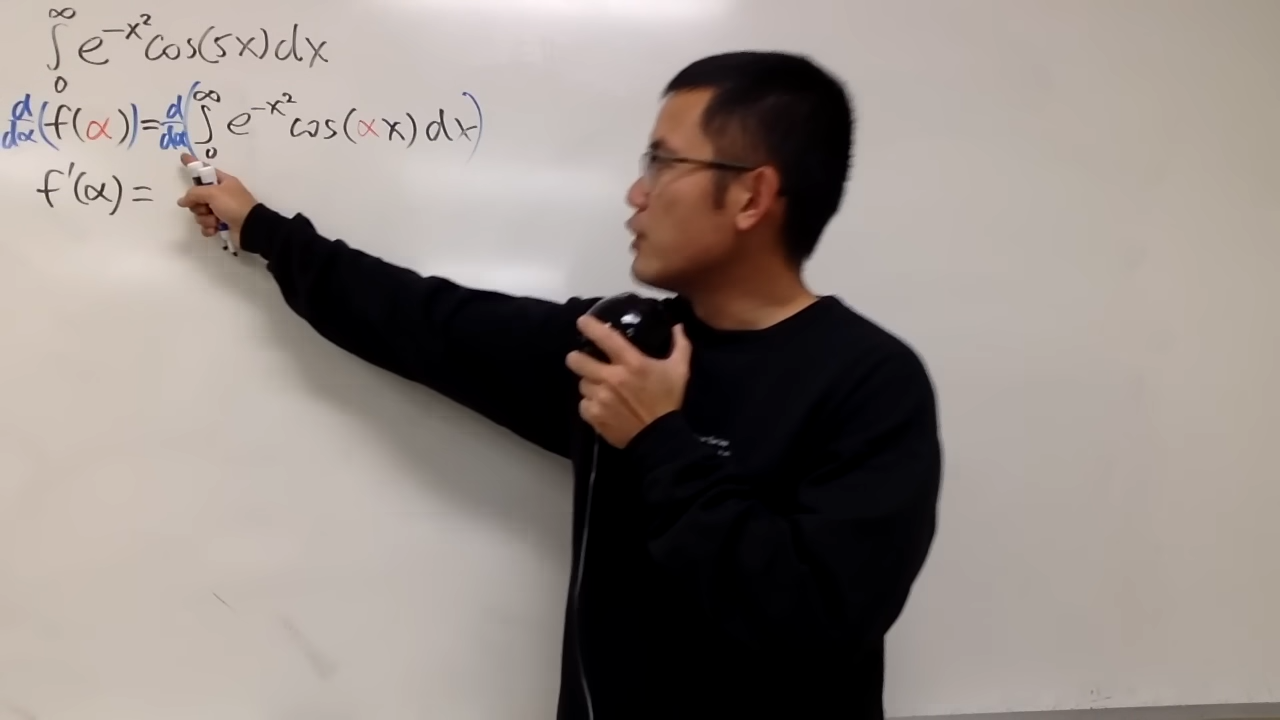 ∫₀^∞ e^{-x²} cos(5x) dx
d/dα (f(α)) = d/dα (∫₀^∞ e^{-x²} cos(αx) dx)
f'(α) =